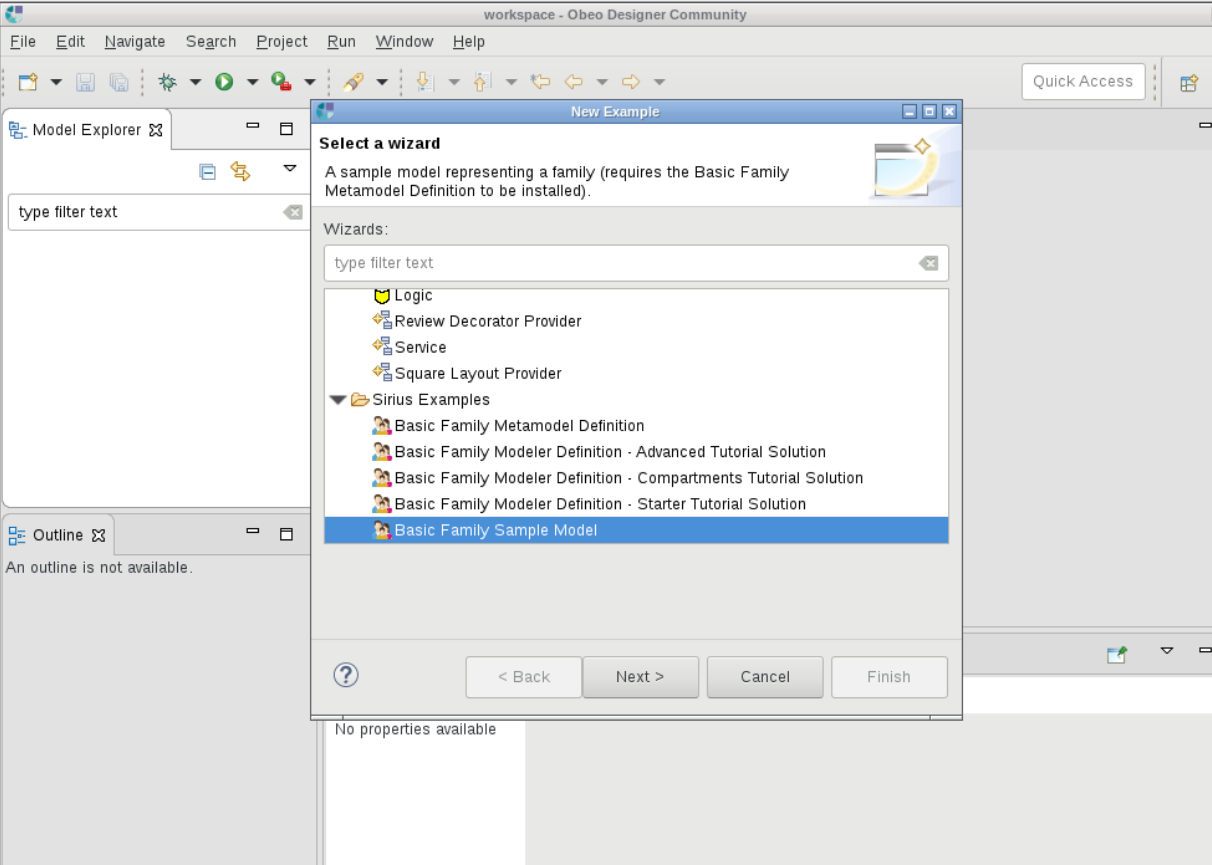 workspace - Obeo Designer Community
File Edit Navigate Search Project Run Window Help
Quick Access
Model Explorer
type filter text
New Example
Select a wizard
A sample model representing a family (requires the Basic Family
Metamodel Definition to be installed).
Wizards:
type filter text
Logic
Review Decorator Provider
Service
Square Layout Provider
Sirius Examples
Basic Family Metamodel Definition
Basic Family Modeler Definition - Advanced Tutorial Solution
Basic Family Modeler Definition - Compartments Tutorial Solution
Basic Family Modeler Definition - Starter Tutorial Solution
Basic Family Sample Model
Outline
An outline is not available.
? < Back Next > Cancel Finish
No properties available